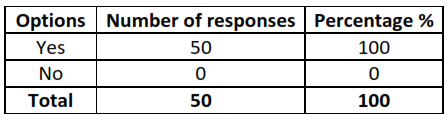 Options Number of responses Percentage %
Yes 50 100
No 0 0
Total 50 100